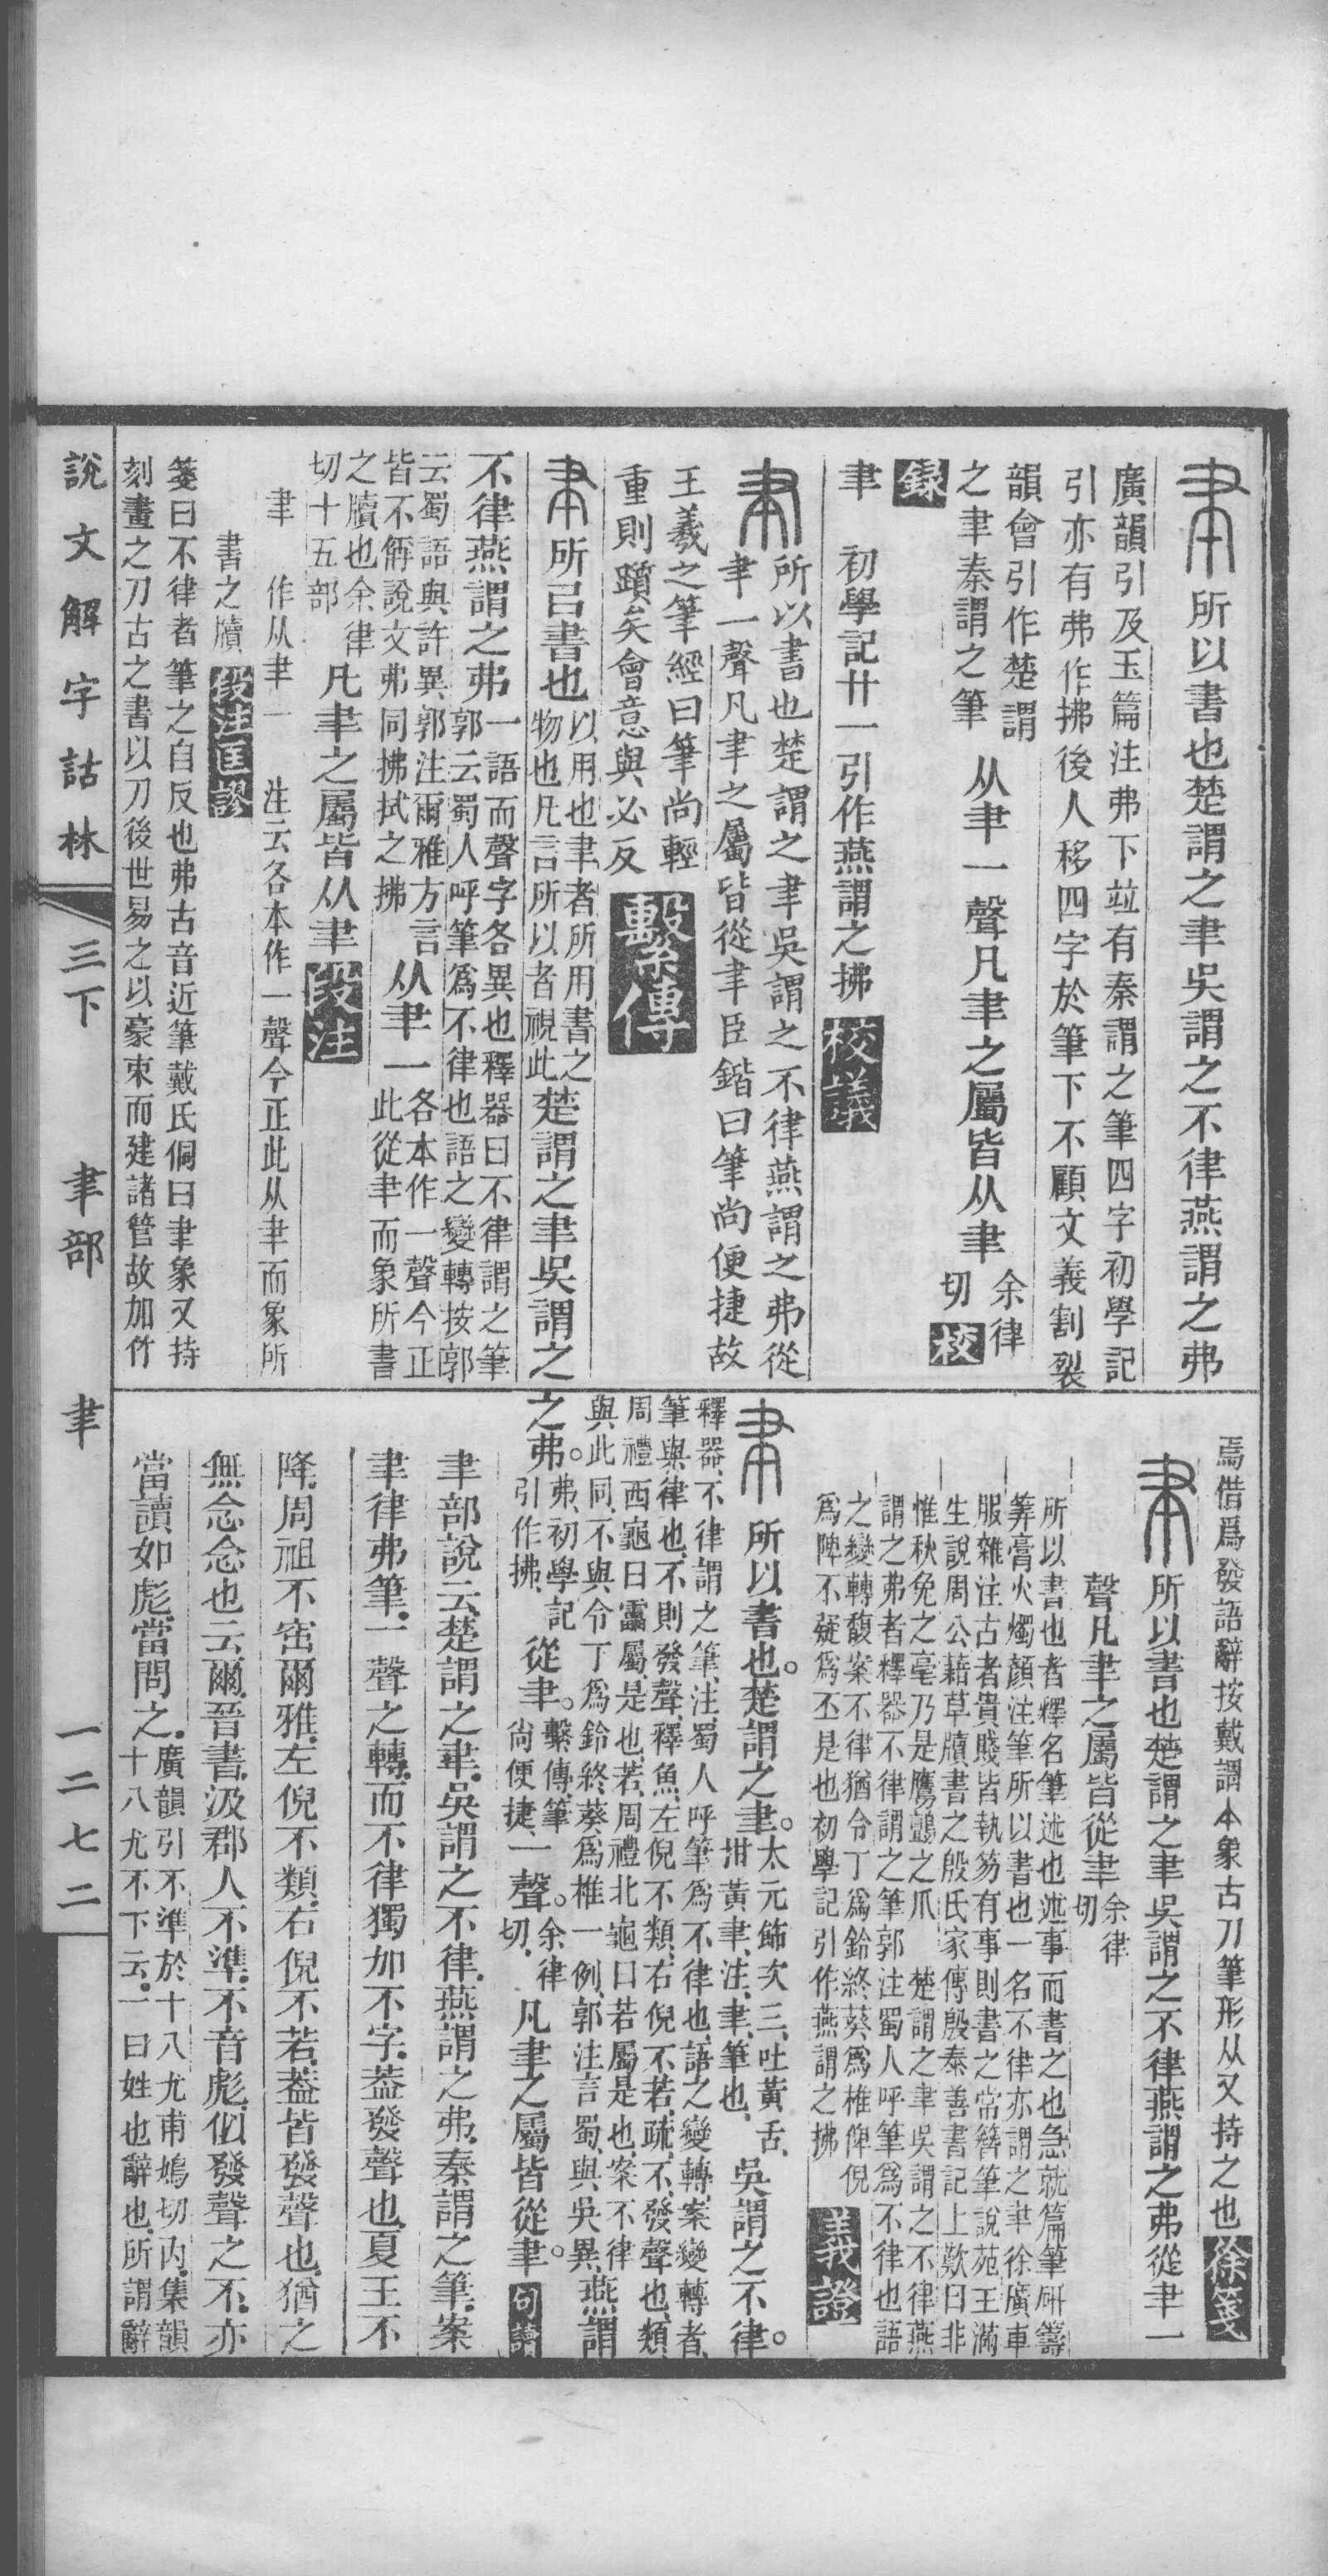 聿所以書也楚謂之聿吳謂之不律燕謂之弗
廣韻引及玉篇注弗下竝有秦謂之筆四字初學記
引亦有弗作拂後人移四字於筆下不顧文義割裂
韻會引作楚謂
之聿秦謂之筆
从聿一聲凡聿之屬皆从聿
余律
切
校
錄
聿 初學記廿一引作燕謂之拂 校議
聿
所以書也楚謂之聿吳謂之不律燕謂之弗從
聿一聲凡聿之屬皆從聿臣鍇曰筆尚便捷故
王羲之筆經曰筆尚輕
重則躓矣會意與必反
繫傳
聿所㠯書也
以用也聿者所用書之
物也凡言所以者視此
楚謂之聿吳謂之
不律燕謂之弗
一語而聲字各異也釋器曰不律謂之筆
郭云蜀人呼筆爲不律也語之變轉按郭
云蜀語與許異郭注爾雅方言
皆不解說文弗同拂拭之拂
从聿一
各本作一聲今正
此從聿而象所書
之牘也余律
切十五部
凡聿之屬皆从聿 段注
聿 作从聿一 注云各本作一聲今正此从聿而象所
書之牘 段注匡謬
箋曰不律者筆之自反也弗古音近筆戴氏侗曰聿象又持
刻畫之刀古之書以刀後世易之以豪束而建諸管故加竹
焉借爲發語辭按戴謂本象古刀筆形从又持之也 徐箋
聿所以書也楚謂之聿吳謂之不律燕謂之弗從聿一
聲凡聿之屬皆從聿
余律
切
所以書也者釋名筆述也述事而書之也急就篇筆硏籌
筭膏火燭顏注筆所以書也一名不律亦謂之聿徐廣車
服雜注古者貴賤皆執笏有事則書之常簪筆說苑王滿
生說周公藉草牘書之殷氏家傳殷泰善書記上歎曰非
惟秋兔之毫乃是鷹鸇之爪 楚謂之聿吳謂之不律燕
謂之弗者釋器不律謂之筆郭注蜀人呼筆爲不律也語
之變轉馥案不律猶令丁爲鈴終葵爲椎俾倪
爲陴不疑爲丕是也初學記引作燕謂之拂
義證
聿所以書也。楚謂之聿。
太元飾次三、吐黃舌、
拑黃聿、注、聿、筆也、
吳謂之不律。
釋器、不律謂之筆、注、蜀人呼筆爲不律也、語之變轉、案變轉者、
筆與律也、不則發聲、釋魚、左倪不類、右倪不若、疏、不、發聲也、類、
周禮西龜曰靁屬、是也、若、周禮北龜曰若屬是也、案不律
與此同、不與令丁爲鈴終葵爲椎一例、郭注言蜀、與吳異、
燕謂
之弗。
弗、初學記
引作拂、
從聿。
繫傳、筆
尙便捷、
一聲。
余律
切、
凡聿之屬皆從聿。 句讀
聿部說云、楚謂之聿、吳謂之不律、燕謂之弗、秦謂之筆、案
聿律弗筆、一聲之轉、而不律獨加不字、葢發聲也、夏王不
降、周祖不窋爾雅、左倪不類、右倪不若、葢皆發聲也、猶之
無念念也云爾、晉書、汲郡人不準、不音彪、佀發聲之不、亦
當讀如彪、當問之、
廣韻引不準於十八尤甫鳩切內、集韻
十八尤不下云、一曰姓也辭也、所謂辭
說文解字詁林 三下 聿部 聿 一二七二